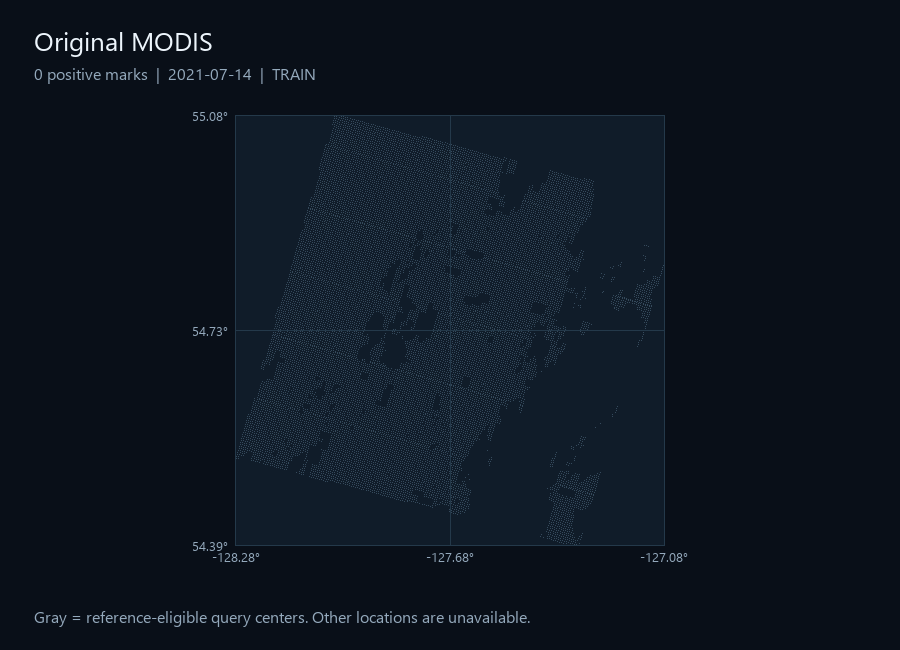 Original MODIS
0 positive marks  |  2021-07-14  |  TRAIN
55.08°
54.73°
54.39°
-128.28°
-127.68°
-127.08°
Gray = reference-eligible query centers. Other locations are unavailable.